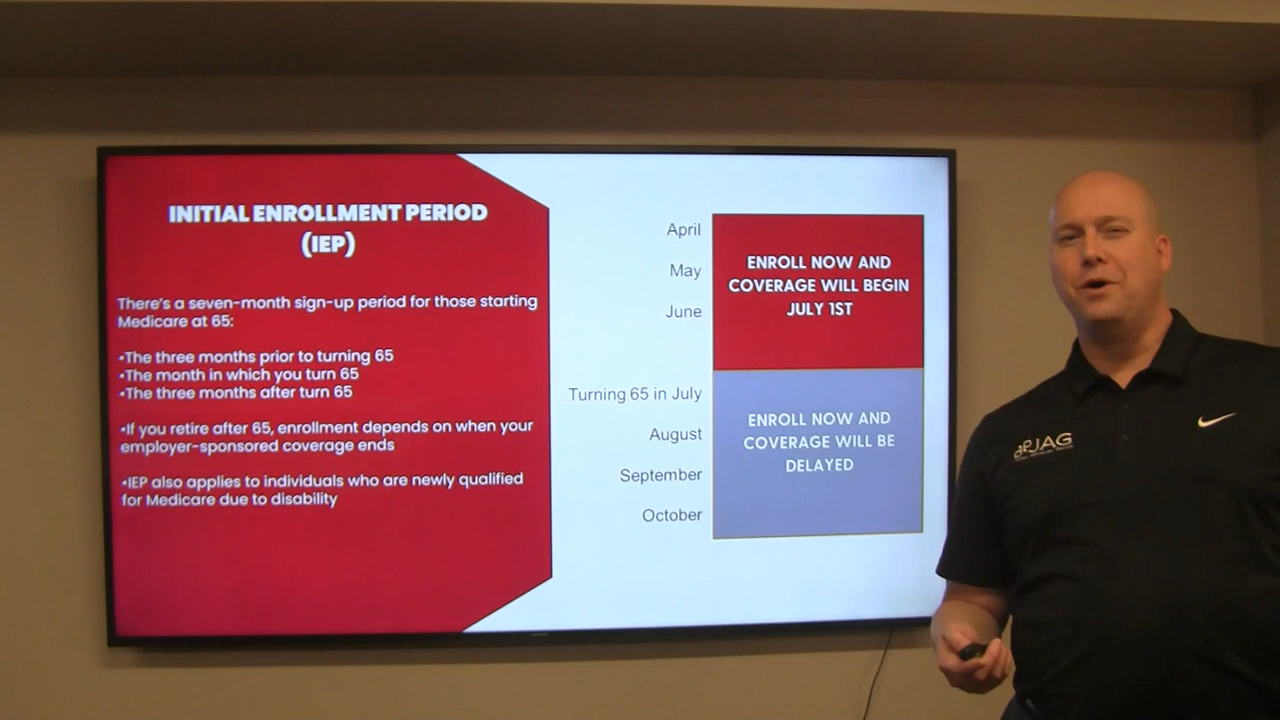 INITIAL ENROLLMENT PERIOD
(IEP)
There's a seven-month sign-up period for those starting
Medicare at 65:
•The three months prior to turning 65
•The month in which you turn 65
•The three months after turn 65
•If you retire after 65, enrollment depends on when your
employer-sponsored coverage ends
•IEP also applies to individuals who are newly qualified
for Medicare due to disability
April
May
June
Turning 65 in July
August
September
October
ENROLL NOW AND
COVERAGE WILL BEGIN
JULY 1ST
ENROLL NOW AND
COVERAGE WILL BE
DELAYED
JAG